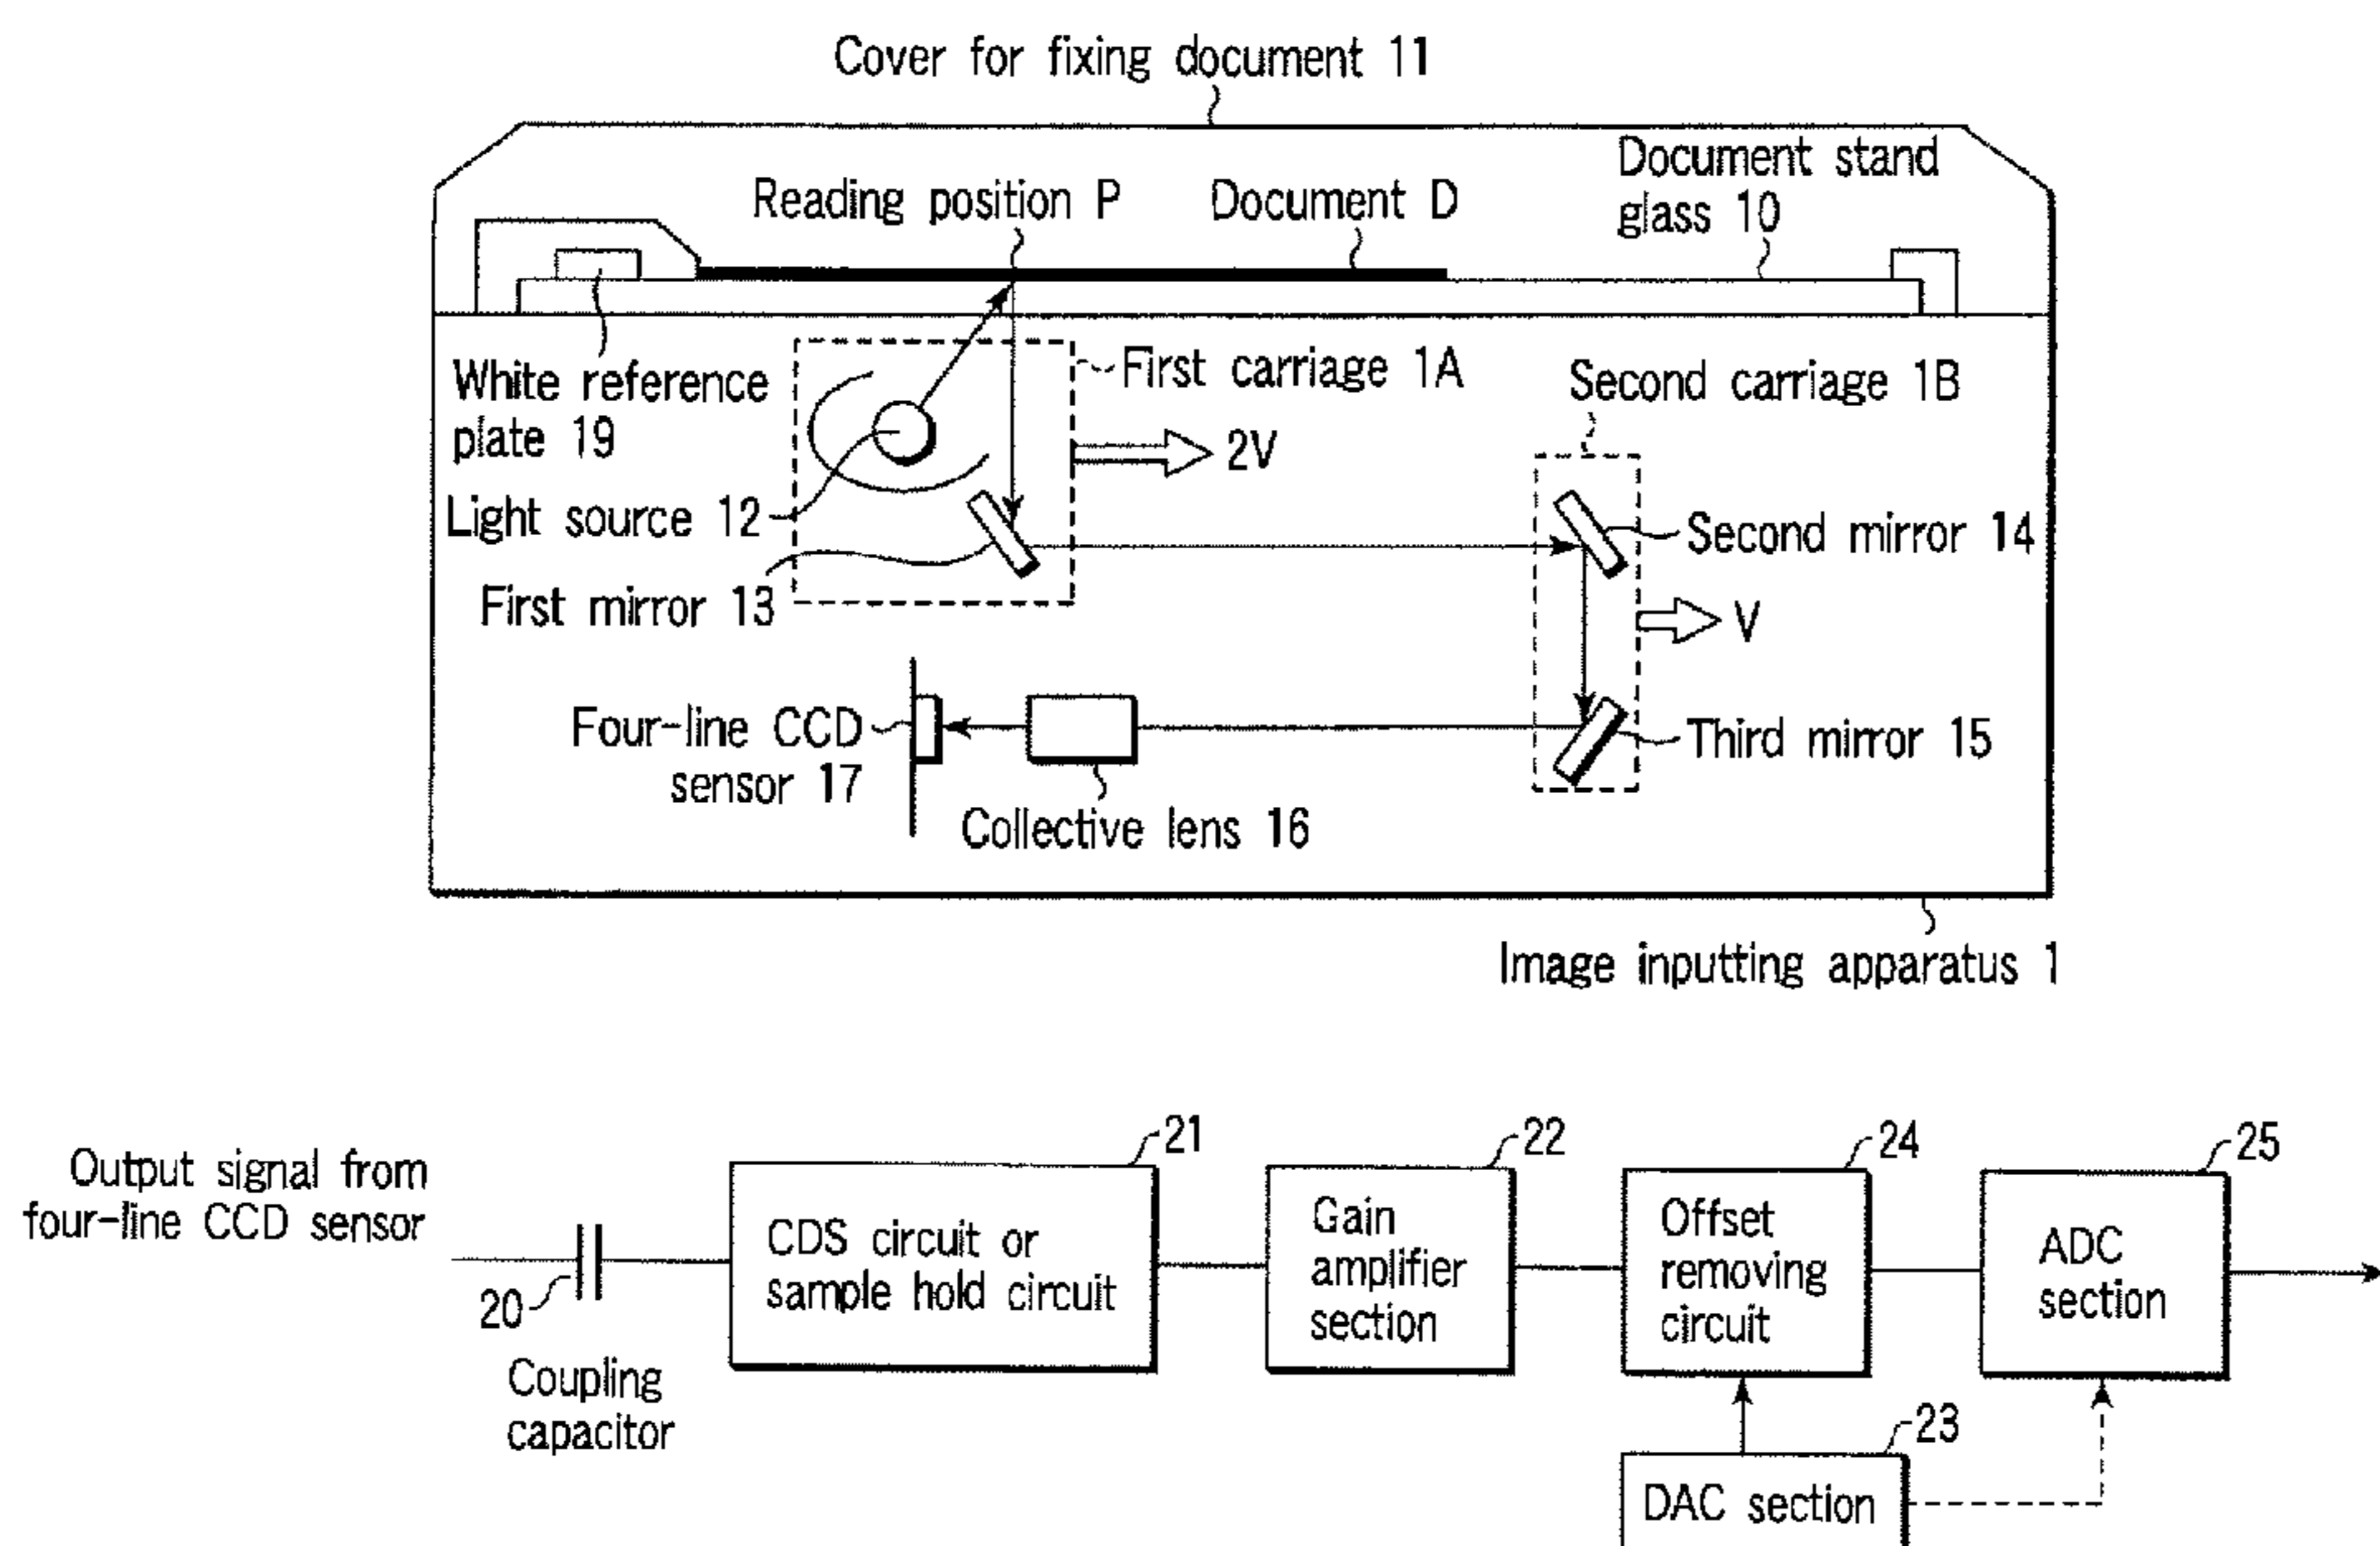 Cover for fixing document 11
Document stand
glass 10
Reading position P
Document D
White reference
plate 19
First carriage 1A
Second carriage 1B
2V
Light source 12
Second mirror 14
First mirror 13
V
Four-line CCD
sensor 17
Third mirror 15
Collective lens 16
Image inputting apparatus 1
Output signal from
four-line CCD sensor
20
Coupling
capacitor
21
CDS circuit or
sample hold circuit
22
Gain
amplifier
section
24
Offset
removing
circuit
25
ADC
section
23
DAC section